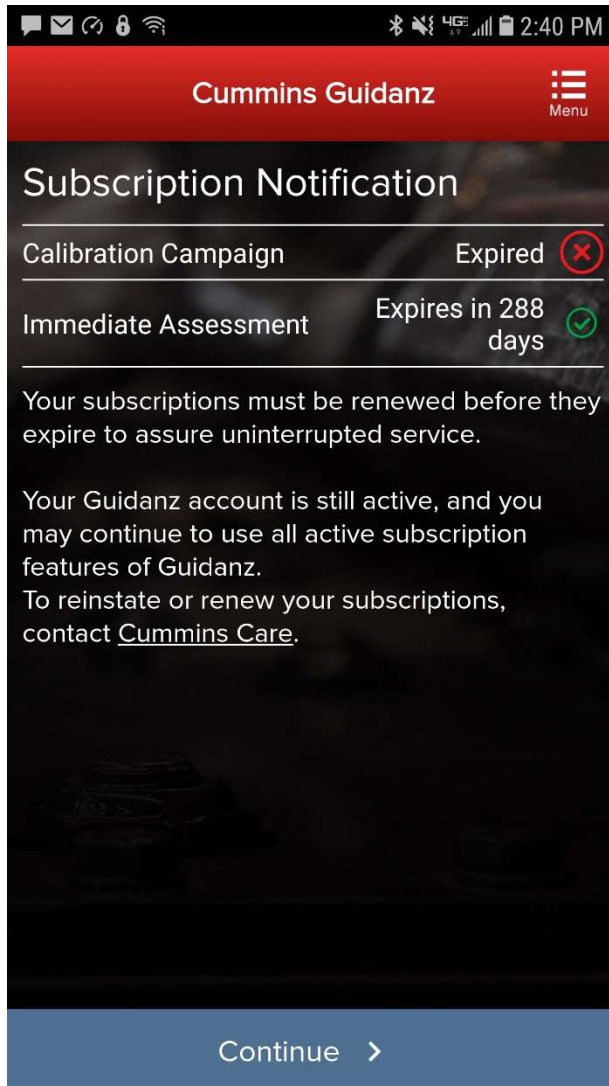 4G 2:40 PM
Cummins Guidanz
Menu
Subscription Notification
Calibration Campaign Expired
Immediate Assessment Expires in 288
days
Your subscriptions must be renewed before they
expire to assure uninterrupted service.
Your Guidanz account is still active, and you
may continue to use all active subscription
features of Guidanz.
To reinstate or renew your subscriptions,
contact Cummins Care.
Continue >